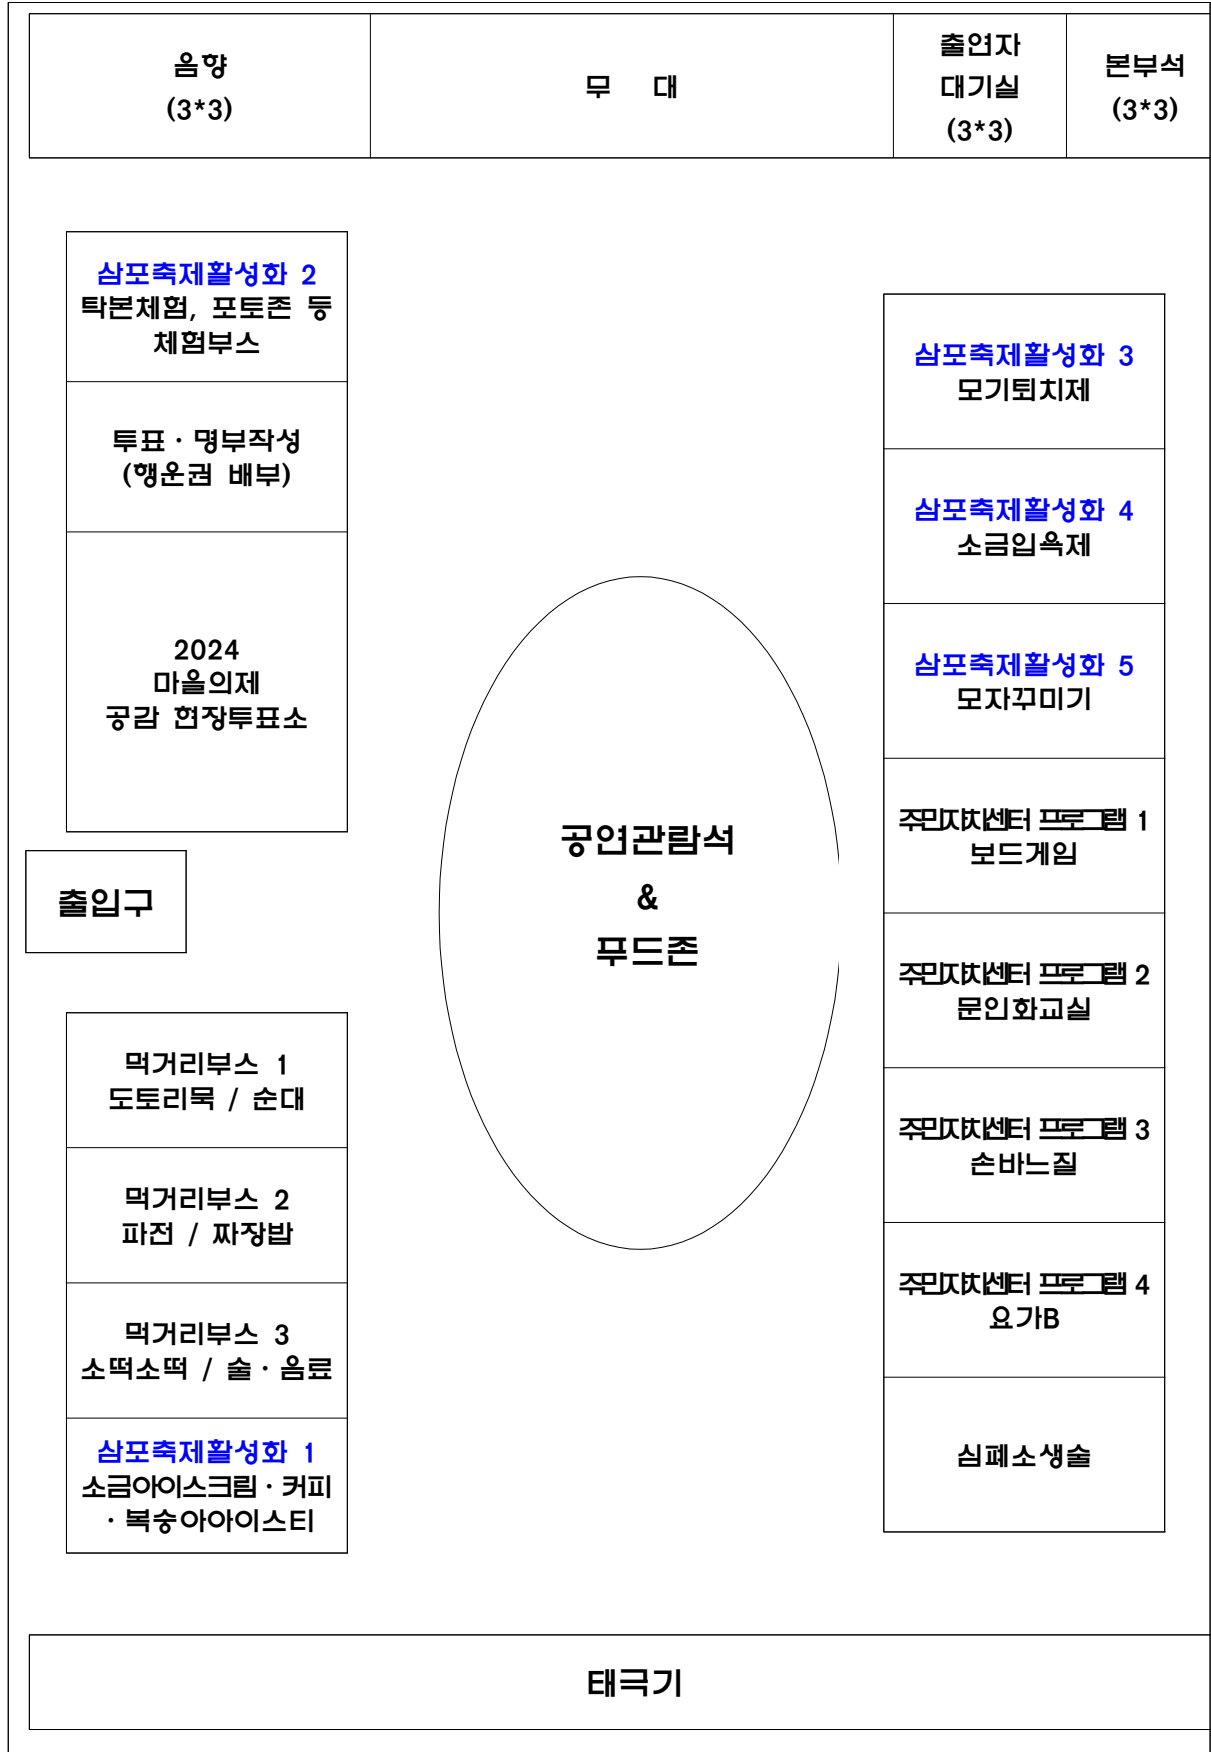 음향
(3*3)
무 대
출연자
대기실
(3*3)
본부석
(3*3)
삼포축제활성화 2
탁본체험, 포토존 등
체험부스
투표·명부작성
(행운권 배부)
2024
마을의제
공감 현장투표소
출입구
먹거리부스 1
도토리묵 / 순대
먹거리부스 2
파전 / 짜장밥
먹거리부스 3
소떡소떡 / 술·음료
삼포축제활성화 1
소금아이스크림·커피
·복숭아아이스티
공연관람석
&
푸드존
삼포축제활성화 3
모기퇴치제
삼포축제활성화 4
소금입욕제
삼포축제활성화 5
모자꾸미기
주민자치센터 프로그램 1
보드게임
주민자치센터 프로그램 2
문인화교실
주민자치센터 프로그램 3
손바느질
주민자치센터 프로그램 4
요가B
심폐소생술
태극기